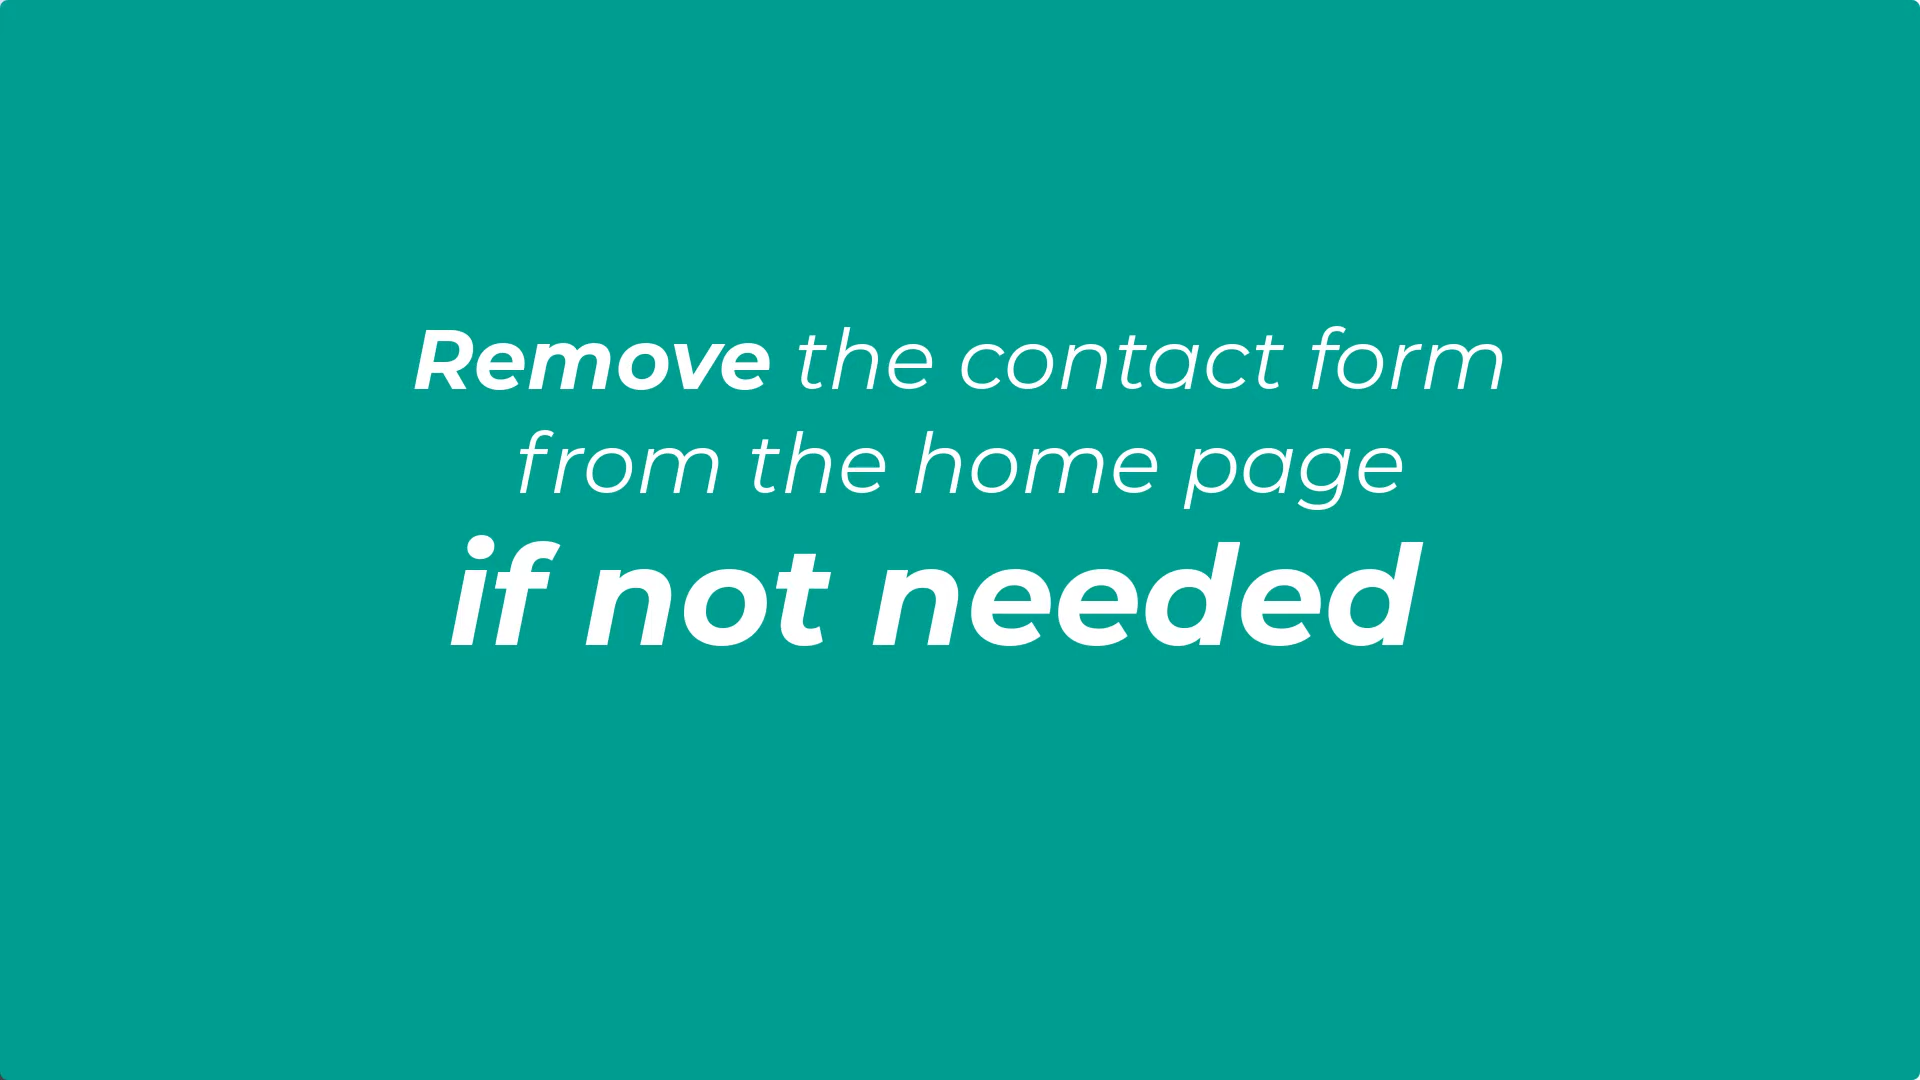 Remove the contact form
from the home page
if not needed